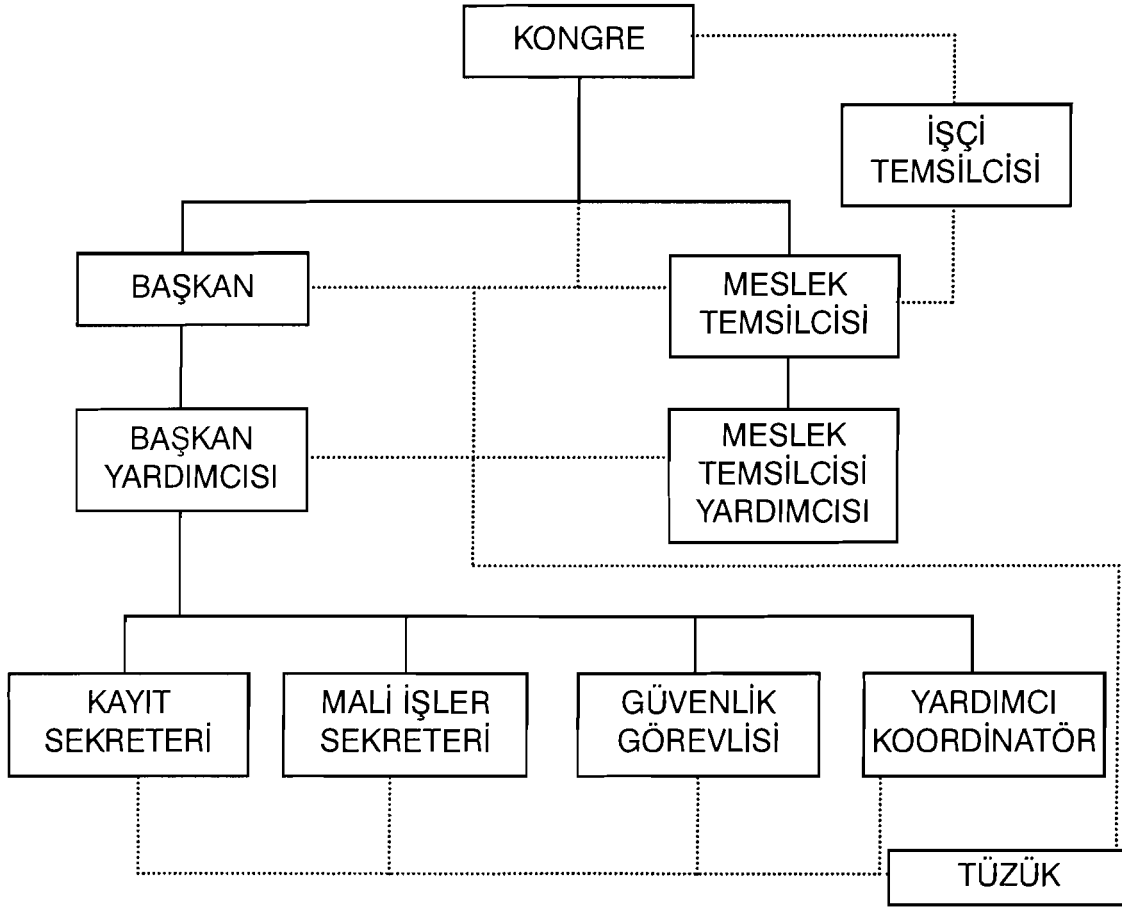 KONGRE
İŞÇİ
TEMSİLCİSİ
BAŞKAN
MESLEK
TEMSİLCİSİ
BAŞKAN
YARDIMCISI
MESLEK
TEMSİLCİSİ
YARDIMCISI
KAYIT
SEKRETERİ
MALİ İŞLER
SEKRETERİ
GÜVENLİK
GÖREVLİSİ
YARDIMCI
KOORDİNATÖR
TÜZÜK